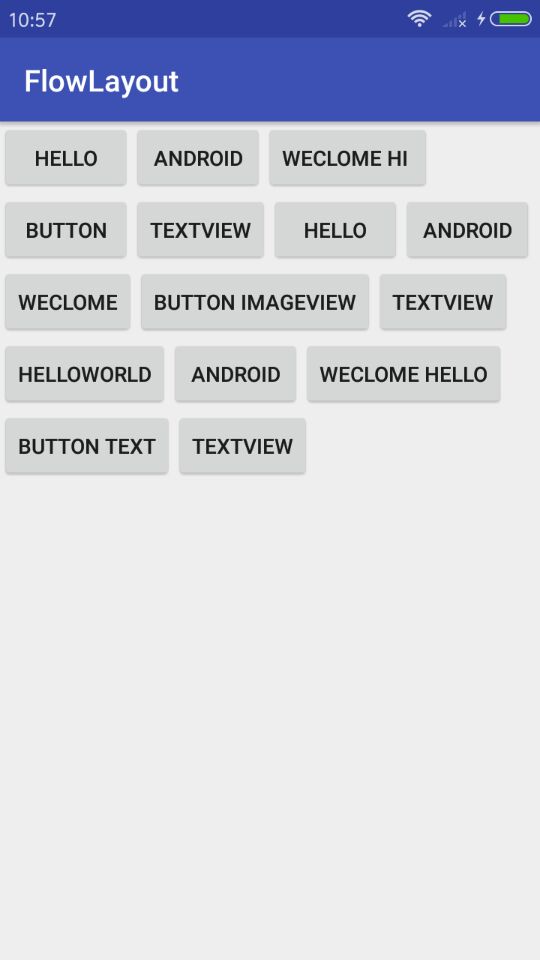 10:57
FlowLayout
HELLO ANDROID WECLOME HI
BUTTON TEXTVIEW HELLO ANDROID
WECLOME BUTTON IMAGEVIEW TEXTVIEW
HELLOWORLD ANDROID WECLOME HELLO
BUTTON TEXT TEXTVIEW